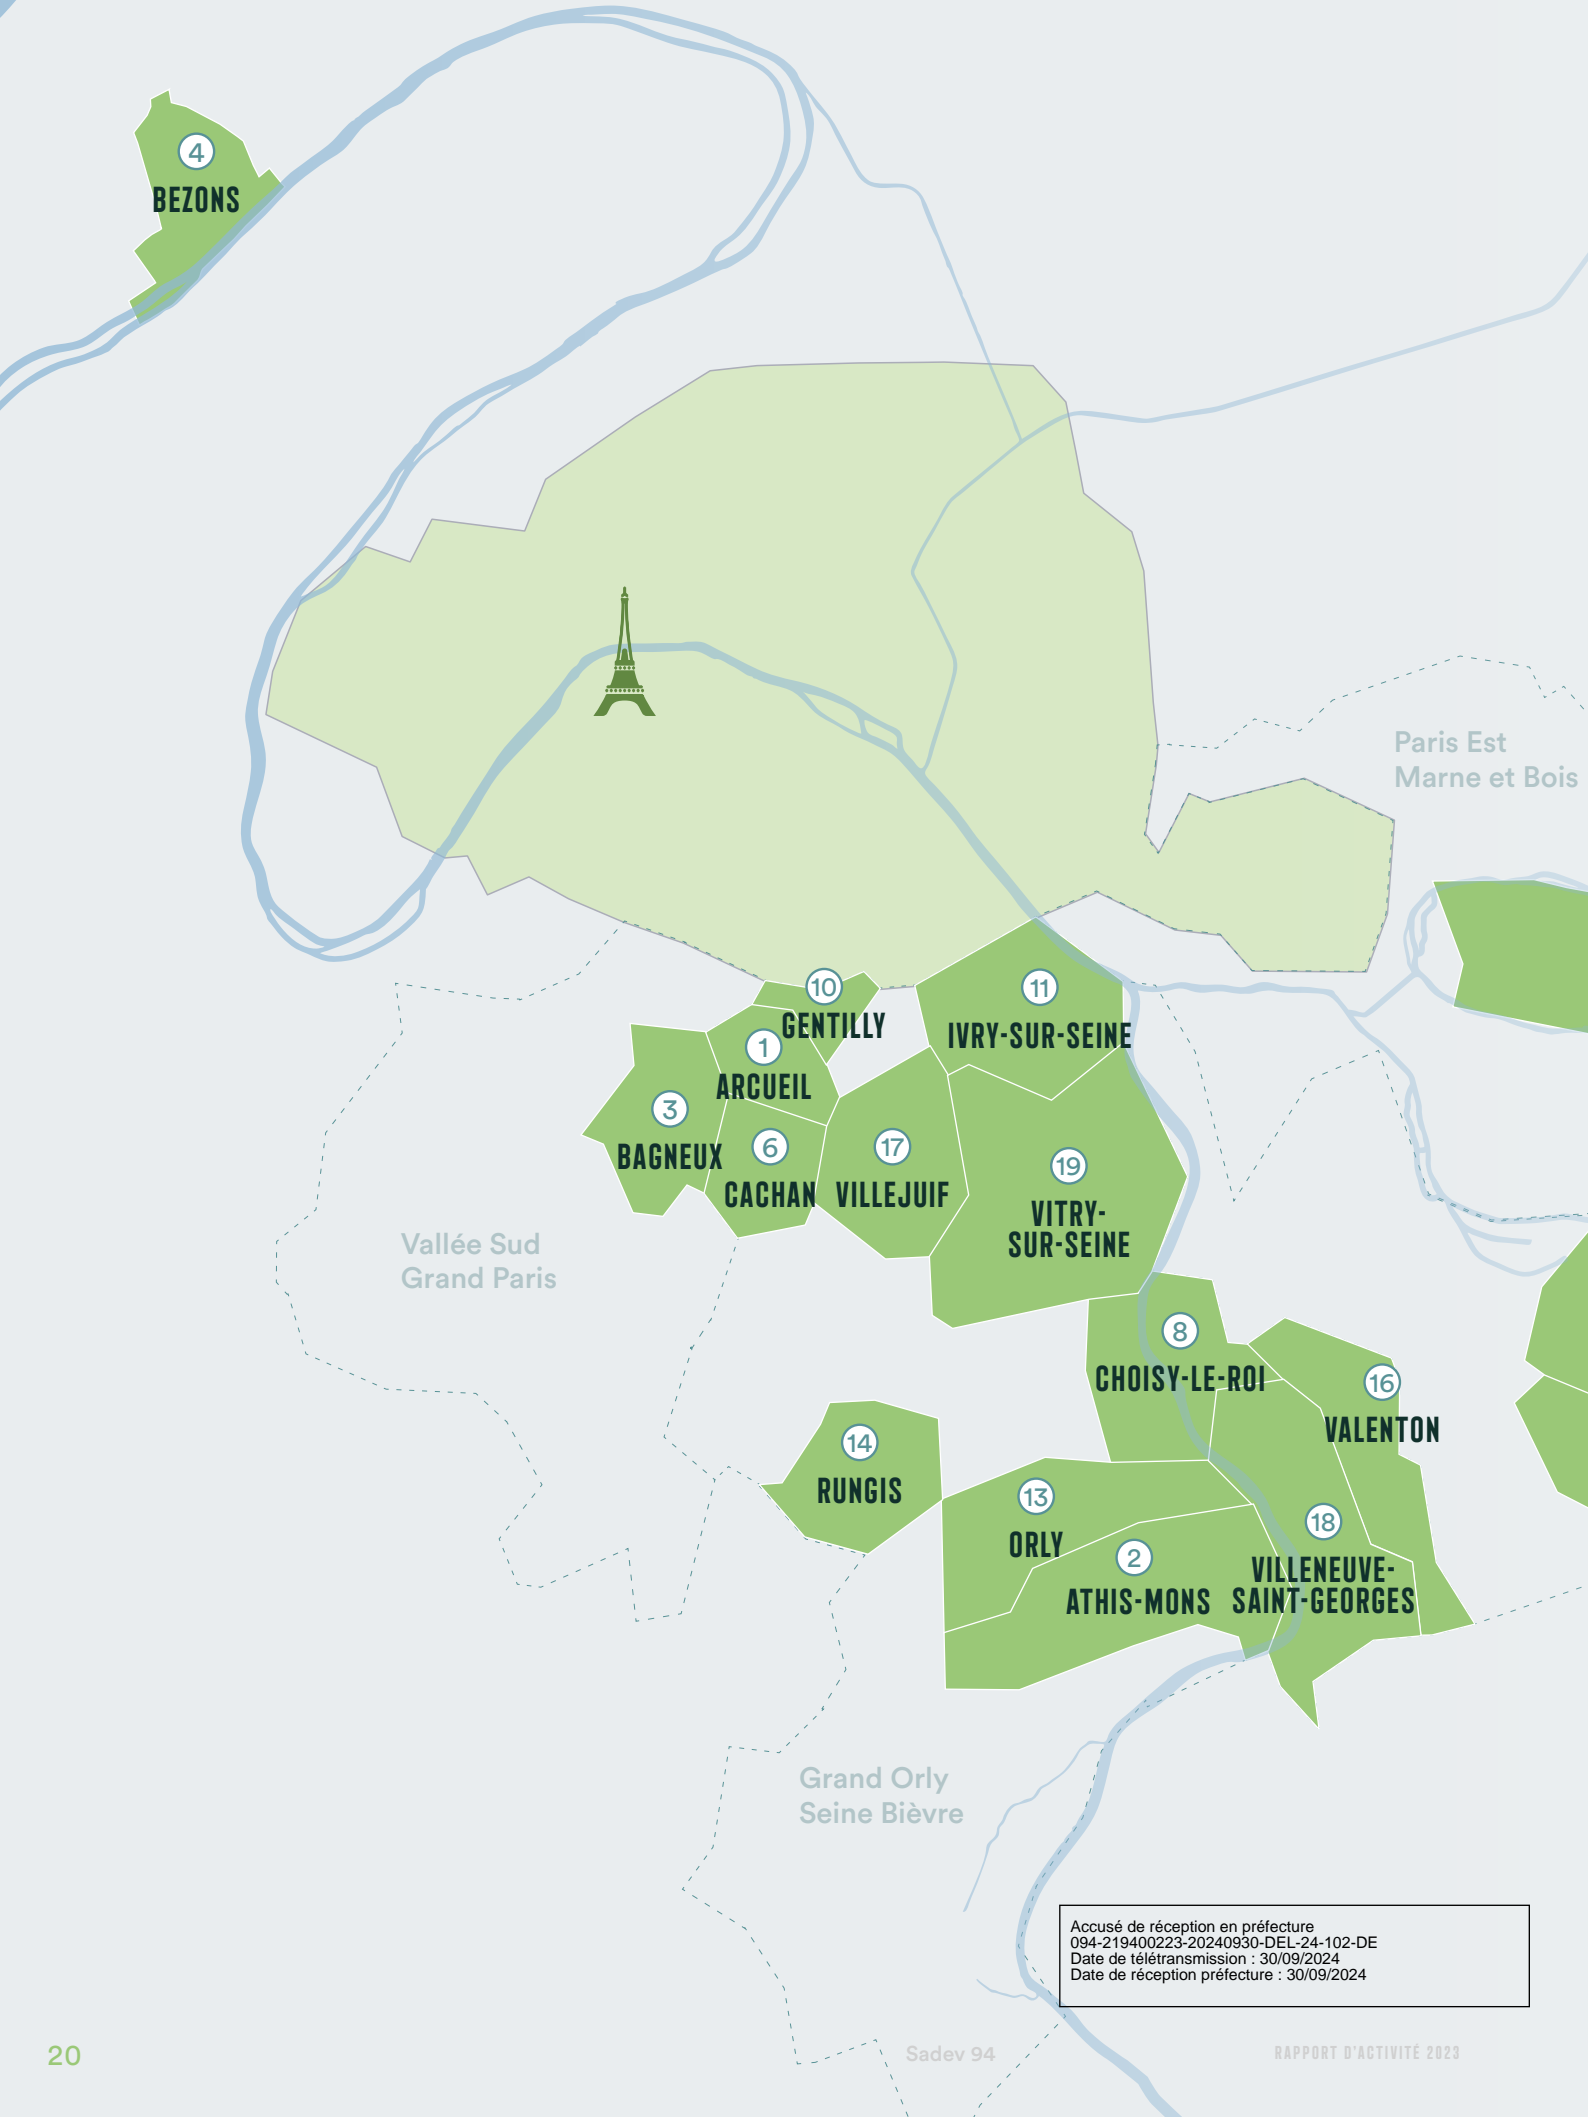 4
BEZONS
Paris Est
Marne et Bois
10
GENTILLY
11
IVRY-SUR-SEINE
1
ARCUEIL
3
BAGNEUX
6
CACHAN
17
VILLEJUIF
19
VITRY-
SUR-SEINE
Vallée Sud
Grand Paris
8
CHOISY-LE-ROI
16
VALENTON
14
RUNGIS
13
ORLY
18
VILLENEUVE-
SAINT-GEORGES
2
ATHIS-MONS
Grand Orly
Seine Bièvre
Accusé de réception en préfecture
094-219400223-20240930-DEL-24-102-DE
Date de télétransmission : 30/09/2024
Date de réception préfecture : 30/09/2024
20
Sadev 94
RAPPORT D'ACTIVITÉ 2023